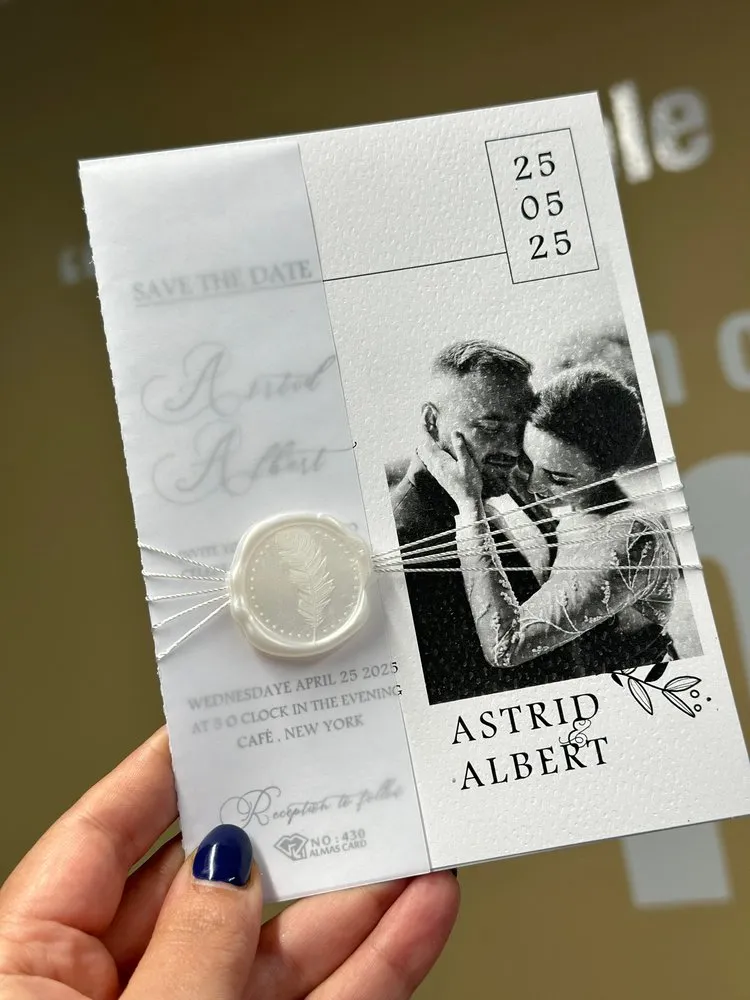 SAVE THE DATE
Astrid
Albert
WEDNESDAYE APRIL 25 2025
AT 8 O CLOCK IN THE EVENING
CAFÉ , NEW YORK
Reception to follow
NO : 430
ALMAS CARD
25
05
25
ASTRID
&
ALBERT